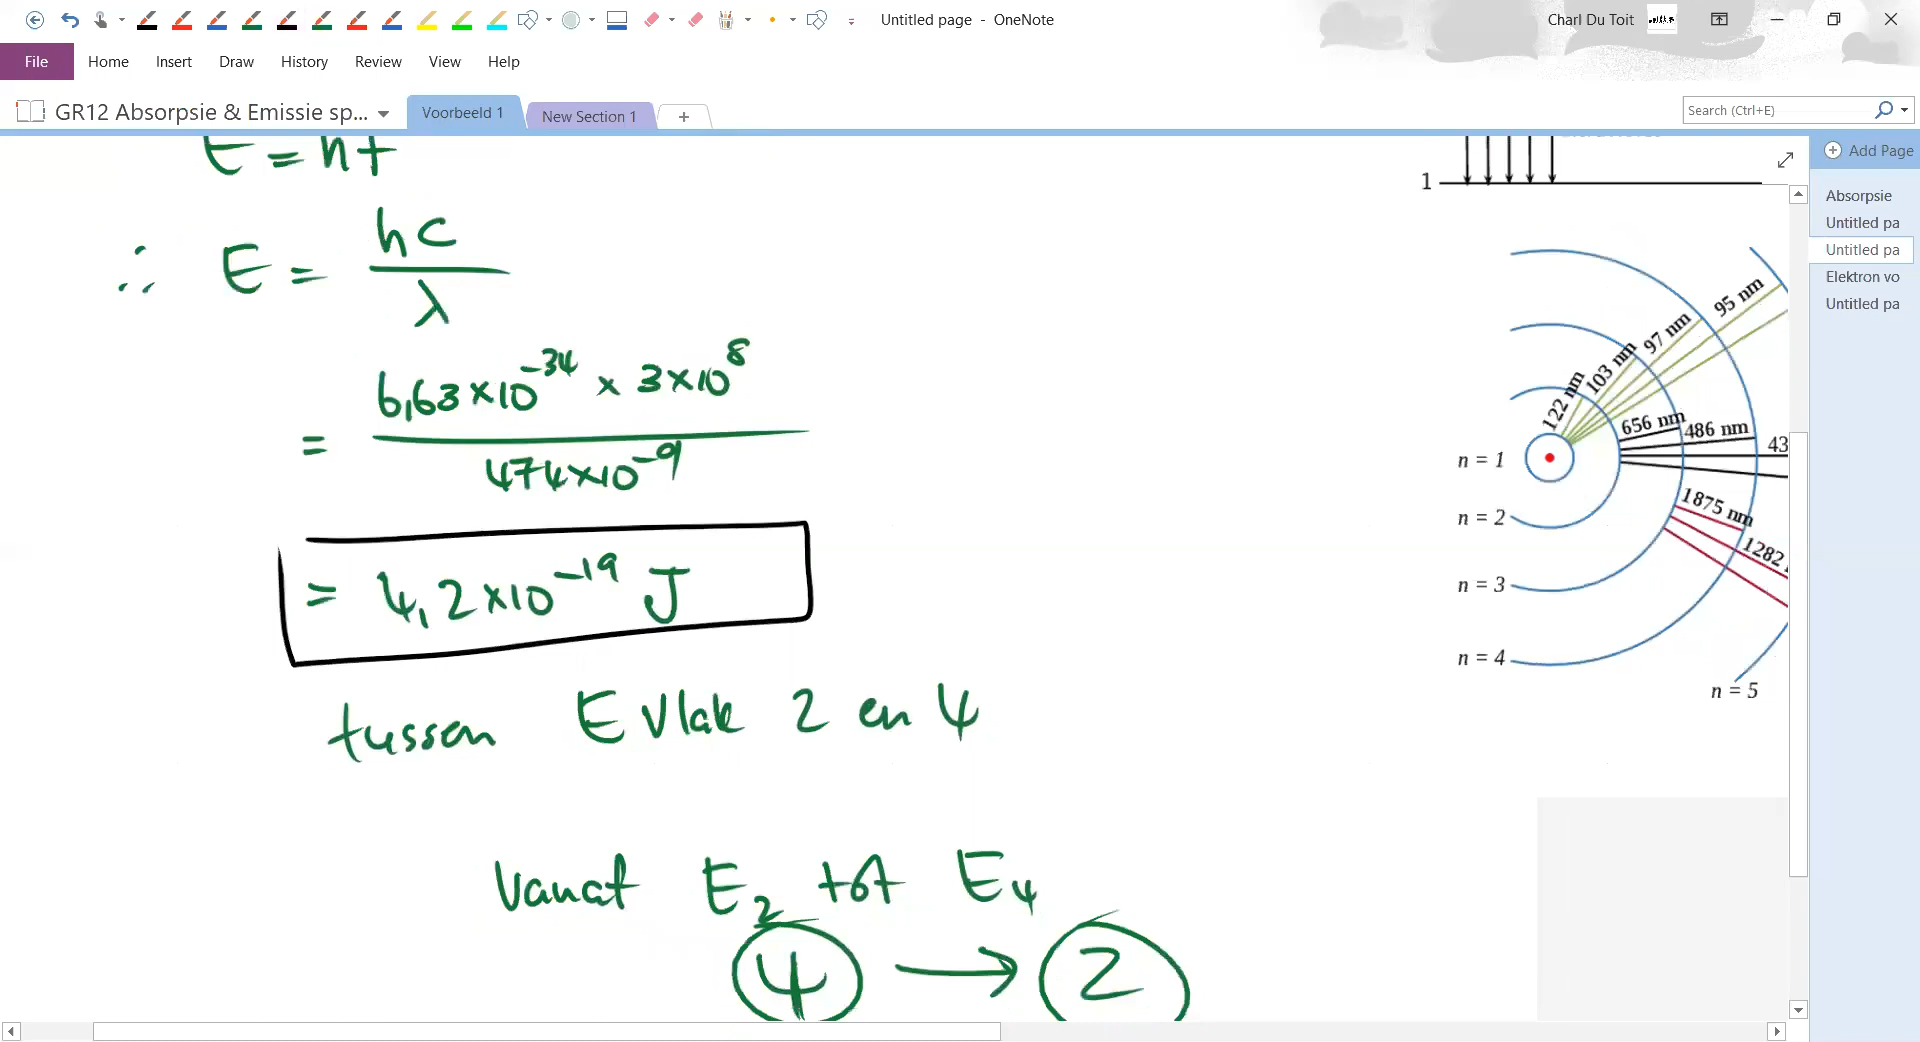 Untitled page - OneNote
Charl Du Toit
File Home Insert Draw History Review View Help
GR12 Absorpsie & Emissie sp...
Voorbeeld 1
New Section 1
Search (Ctrl+E)
Add Page
Absorpsie
Untitled pa
Untitled pa
Elektron vo
Untitled pa
E = hf
∴ E = hc / λ
= 6,63×10⁻³⁴ × 3×10⁸ / 474×10⁻⁹
= 4,2×10⁻¹⁹ J
tussen E vlak 2 en 4
vanaf E₂ tot E₄
4 → 2
1
95 nm
97 nm
103 nm
122 nm
656 nm
486 nm
43
1875 nm
1282
n = 1
n = 2
n = 3
n = 4
n = 5